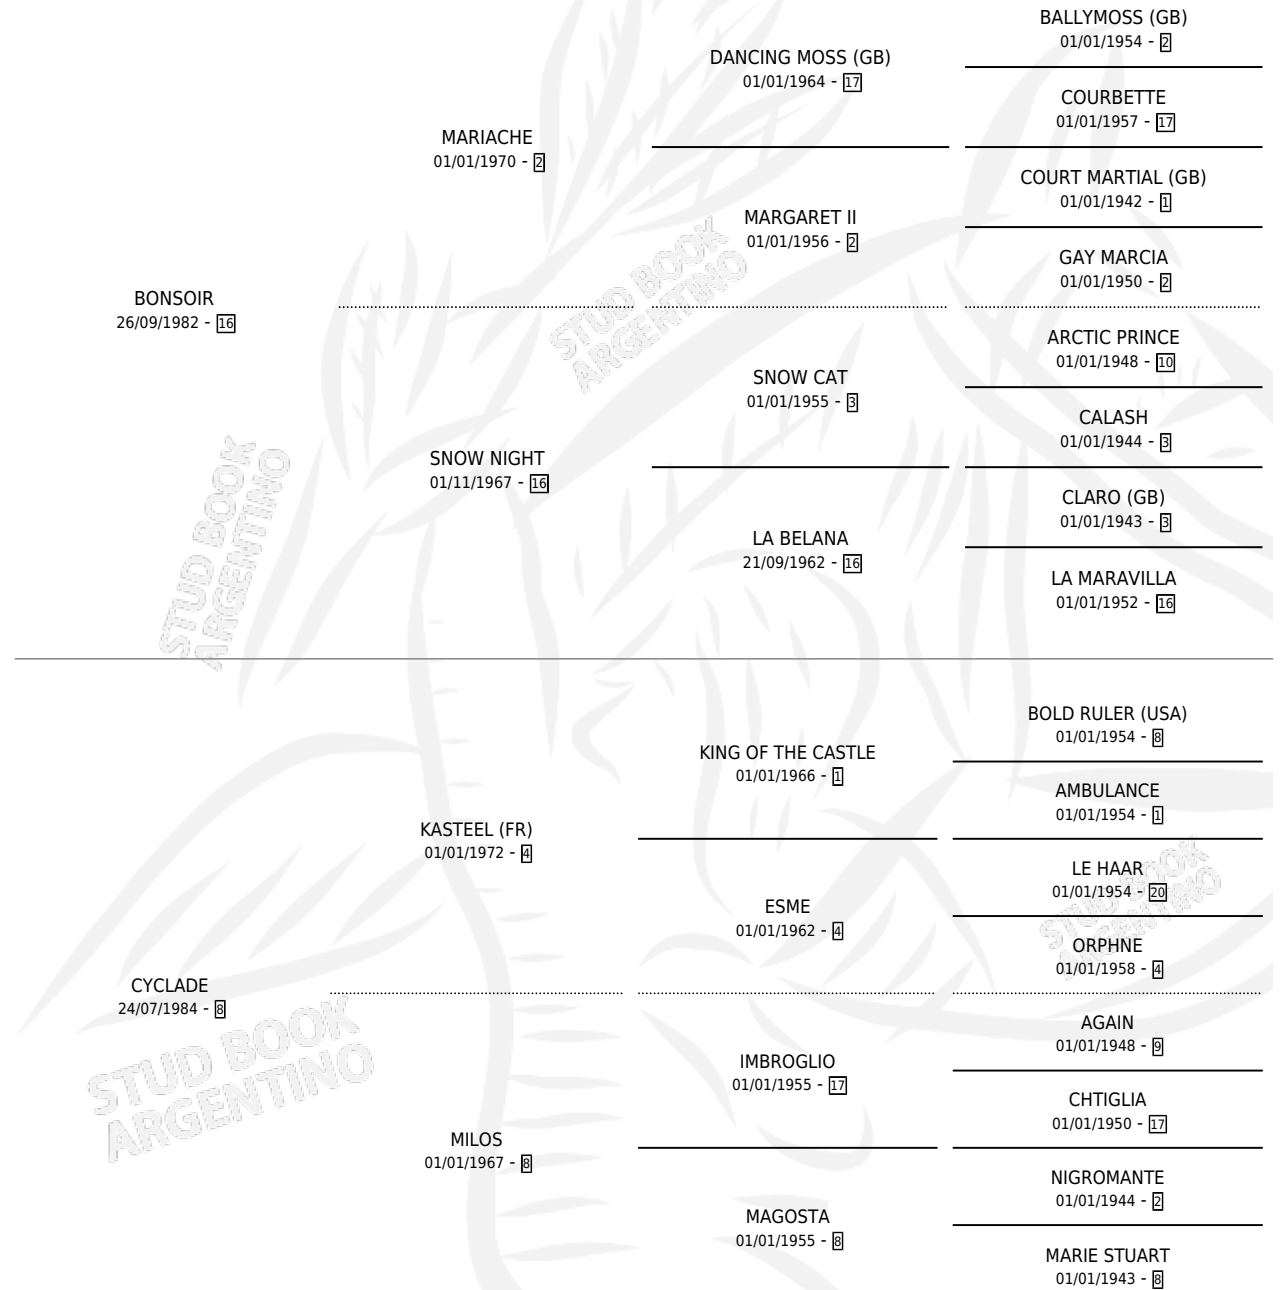 BALLYMOSS (GB)
01/01/1954 - 2
DANCING MOSS (GB)
01/01/1964 - 17
COURBETTE
01/01/1957 - 17
MARIACHE
01/01/1970 - 2
COURT MARTIAL (GB)
01/01/1942 - 1
MARGARET II
01/01/1956 - 2
GAY MARCIA
01/01/1950 - 2
BONSOIR
26/09/1982 - 16
ARCTIC PRINCE
01/01/1948 - 10
SNOW CAT
01/01/1955 - 3
CALASH
01/01/1944 - 3
SNOW NIGHT
01/11/1967 - 16
CLARO (GB)
01/01/1943 - 3
LA BELANA
21/09/1962 - 16
LA MARAVILLA
01/01/1952 - 16
BOLD RULER (USA)
01/01/1954 - 8
KING OF THE CASTLE
01/01/1966 - 1
AMBULANCE
01/01/1954 - 1
KASTEEL (FR)
01/01/1972 - 4
LE HAAR
01/01/1954 - 20
ESME
01/01/1962 - 4
ORPHNE
01/01/1958 - 4
CYCLADE
24/07/1984 - 8
AGAIN
01/01/1948 - 9
IMBROGLIO
01/01/1955 - 17
CHTIGLIA
01/01/1950 - 17
MILOS
01/01/1967 - 8
NIGROMANTE
01/01/1944 - 2
MAGOSTA
01/01/1955 - 8
MARIE STUART
01/01/1943 - 8
STUD BOOK
ARGENTINO
STUD BOOK
ARGENTINO
STUD BOOK
ARGENTINO
STUD BOOK
ARGENTINO